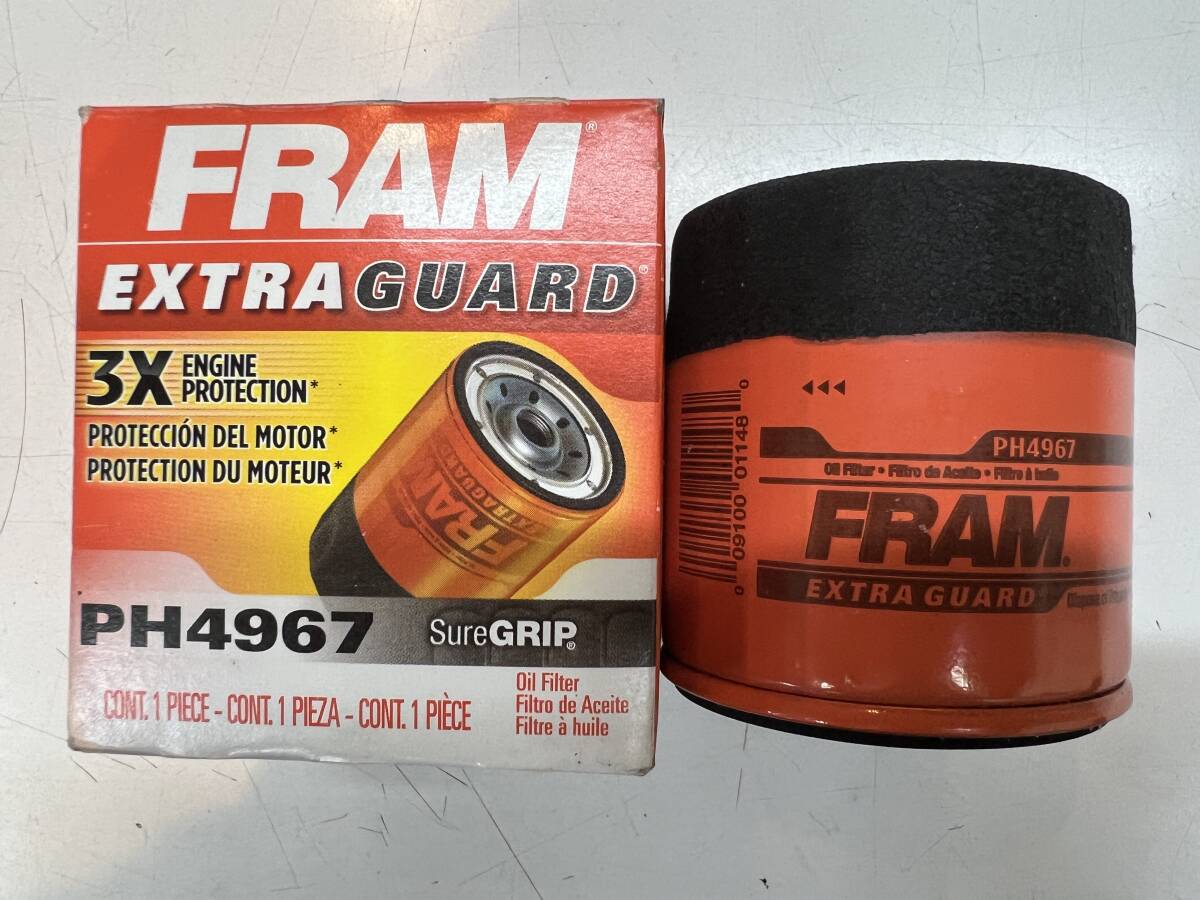 FRAM®
EXTRA GUARD®
3X ENGINE
PROTECTION*
PROTECCIÓN DEL MOTOR*
PROTECTION DU MOTEUR*
FRAM
EXTRA GUARD
PH4967
SureGRIP®
CONT. 1 PIECE - CONT. 1 PIEZA - CONT. 1 PIÈCE
Oil Filter
Filtro de Aceite
Filtre à huile
0 09100 01148 0
PH4967
Oil Filter • Filtro de Aceite • Filtre à huile
FRAM®
EXTRA GUARD